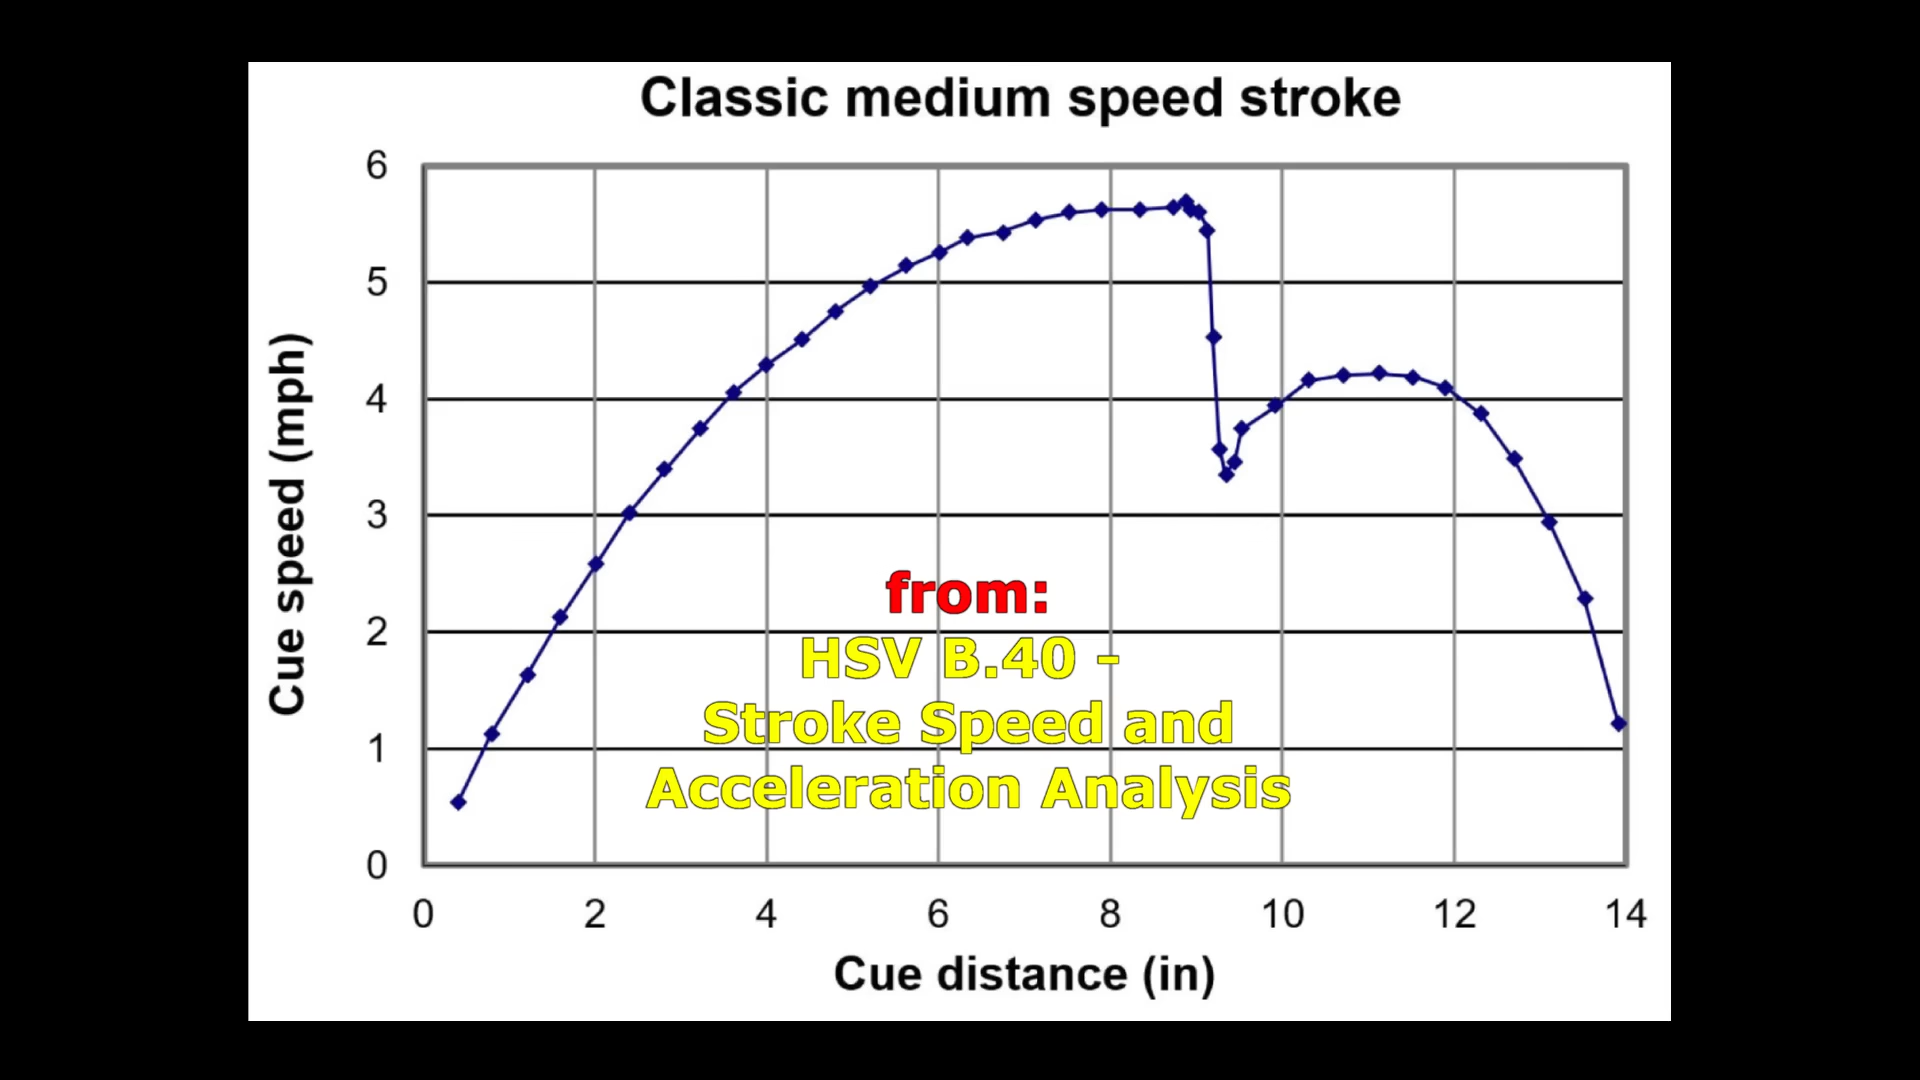 Classic medium speed stroke
6
5
4
3
2
1
0
Cue speed (mph)
from:
HSV B.40 -
Stroke Speed and
Acceleration Analysis
0 2 4 6 8 10 12 14
Cue distance (in)